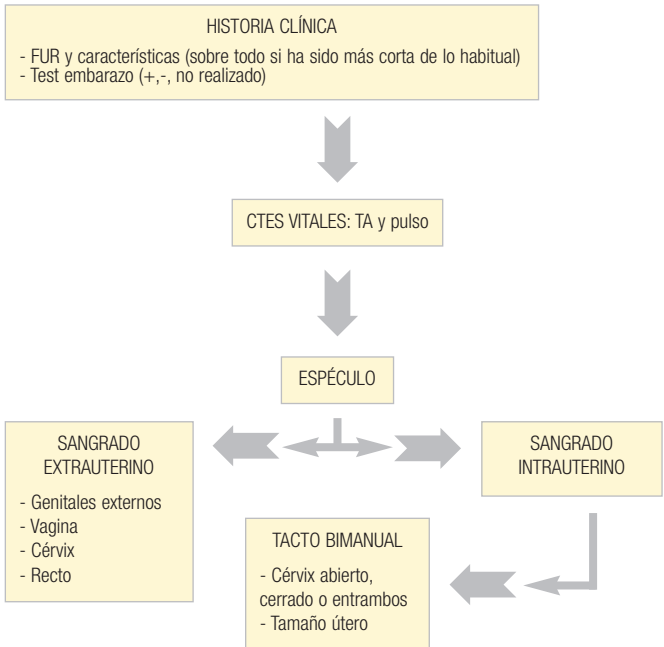 HISTORIA CLÍNICA
- FUR y características (sobre todo si ha sido más corta de lo habitual)
- Test embarazo (+,-, no realizado)
CTES VITALES: TA y pulso
ESPÉCULO
SANGRADO
EXTRAUTERINO
- Genitales externos
- Vagina
- Cérvix
- Recto
SANGRADO
INTRAUTERINO
TACTO BIMANUAL
- Cérvix abierto,
cerrado o entrambos
- Tamaño útero